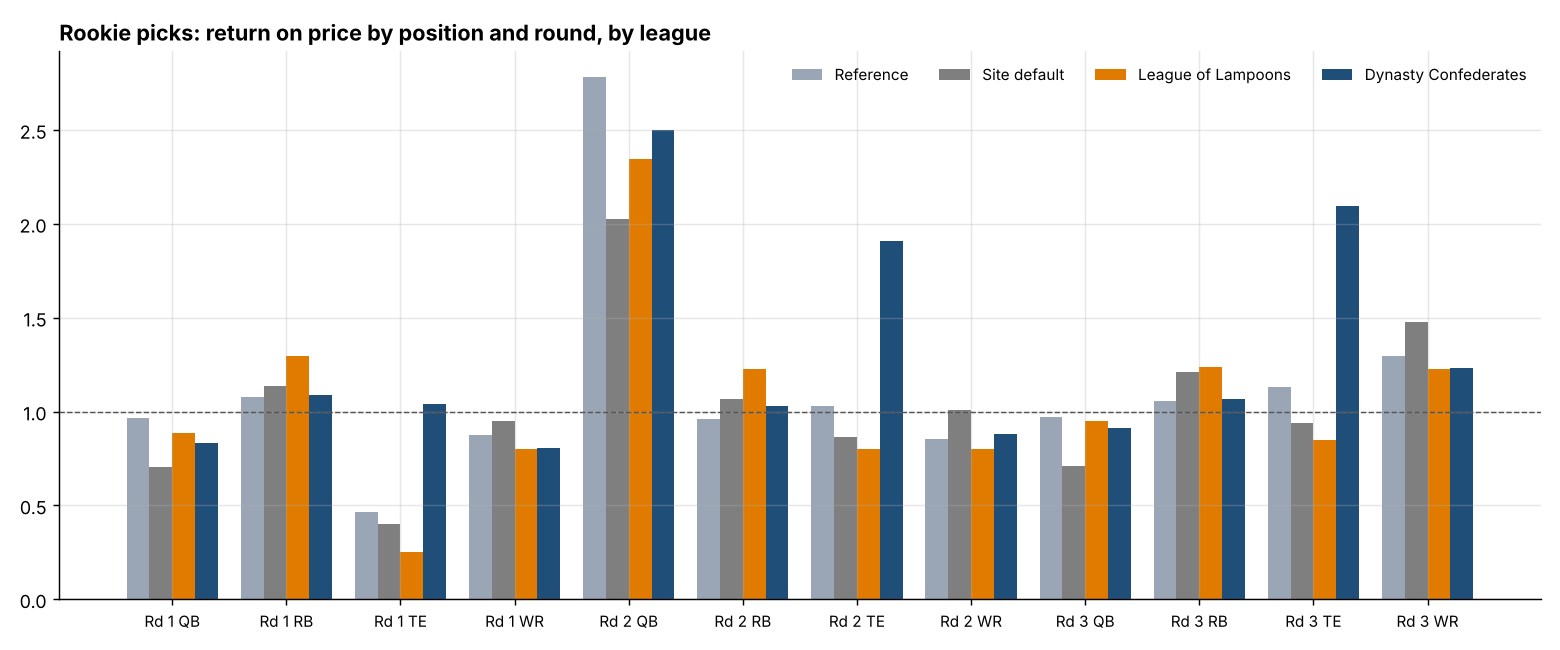 Rookie picks: return on price by position and round, by league
Reference
Site default
League of Lampoons
Dynasty Confederates
2.5
2.0
1.5
1.0
0.5
0.0
Rd 1 QB
Rd 1 RB
Rd 1 TE
Rd 1 WR
Rd 2 QB
Rd 2 RB
Rd 2 TE
Rd 2 WR
Rd 3 QB
Rd 3 RB
Rd 3 TE
Rd 3 WR